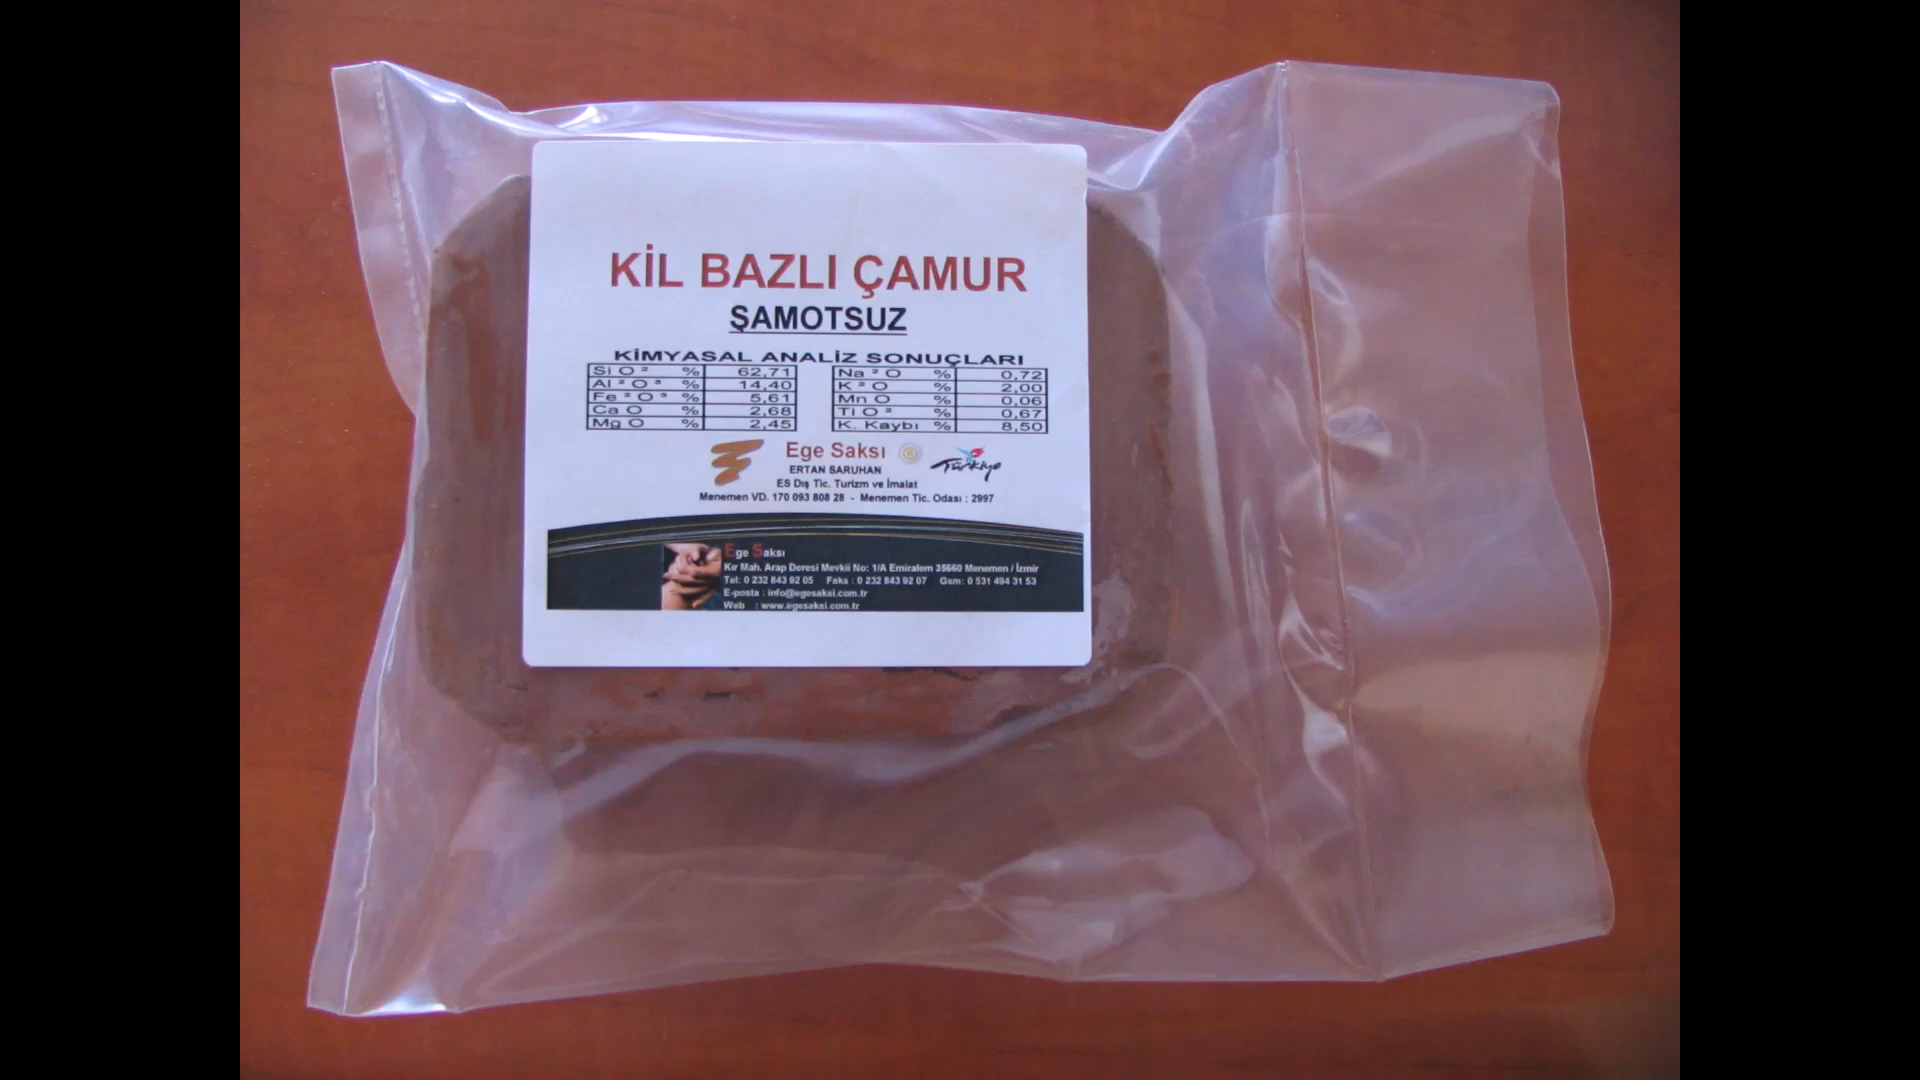 KİL BAZLI ÇAMUR
ŞAMOTSUZ
KİMYASAL ANALİZ SONUÇLARI
Si O ² % 62,71 Na ² O % 0,72
Al ² O ³ % 14,40 K ² O % 2,00
Fe ² O ³ % 5,61 Mn O % 0,06
Ca O % 2,68 Ti O ² % 0,67
Mg O % 2,45 K. Kaybı % 8,50
Ege Saksı Türkiye
ERTAN SARUHAN
ES Dış Tic. Turizm ve İmalat
Menemen VD. 170 093 808 28 - Menemen Tic. Odası : 2997
Ege Saksı
Kır Mah. Arap Deresi Mevkii No: 1/A Emiralem 35660 Menemen / İzmir
Tel: 0 232 843 92 05 Faks : 0 232 843 92 07 Gsm: 0 531 494 31 53
E-posta : info@egesaksi.com.tr
Web : www.egesaksi.com.tr